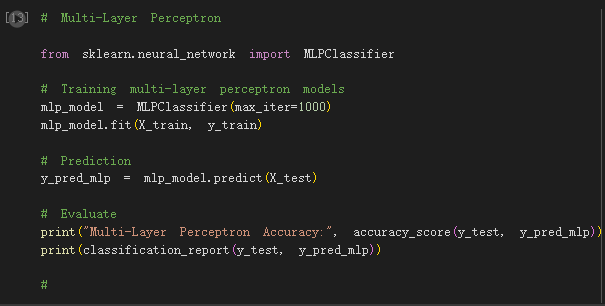 [13] # Multi-Layer Perceptron
from sklearn.neural_network import MLPClassifier
# Training multi-layer perceptron models
mlp_model = MLPClassifier(max_iter=1000)
mlp_model.fit(X_train, y_train)
# Prediction
y_pred_mlp = mlp_model.predict(X_test)
# Evaluate
print("Multi-Layer Perceptron Accuracy:", accuracy_score(y_test, y_pred_mlp))
print(classification_report(y_test, y_pred_mlp))
#